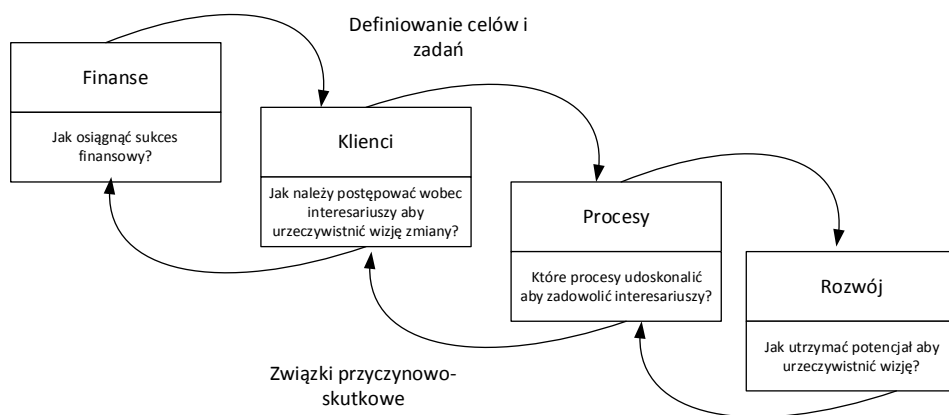 Definiowanie celów i
zadań
Finanse
Jak osiągnąć sukces
finansowy?
Klienci
Jak należy postępować wobec
interesariuszy aby
urzeczywistnić wizję zmiany?
Procesy
Które procesy udoskonalić
aby zadowolić interesariuszy?
Rozwój
Jak utrzymać potencjał aby
urzeczywistnić wizję?
Związki przyczynowo-
skutkowe